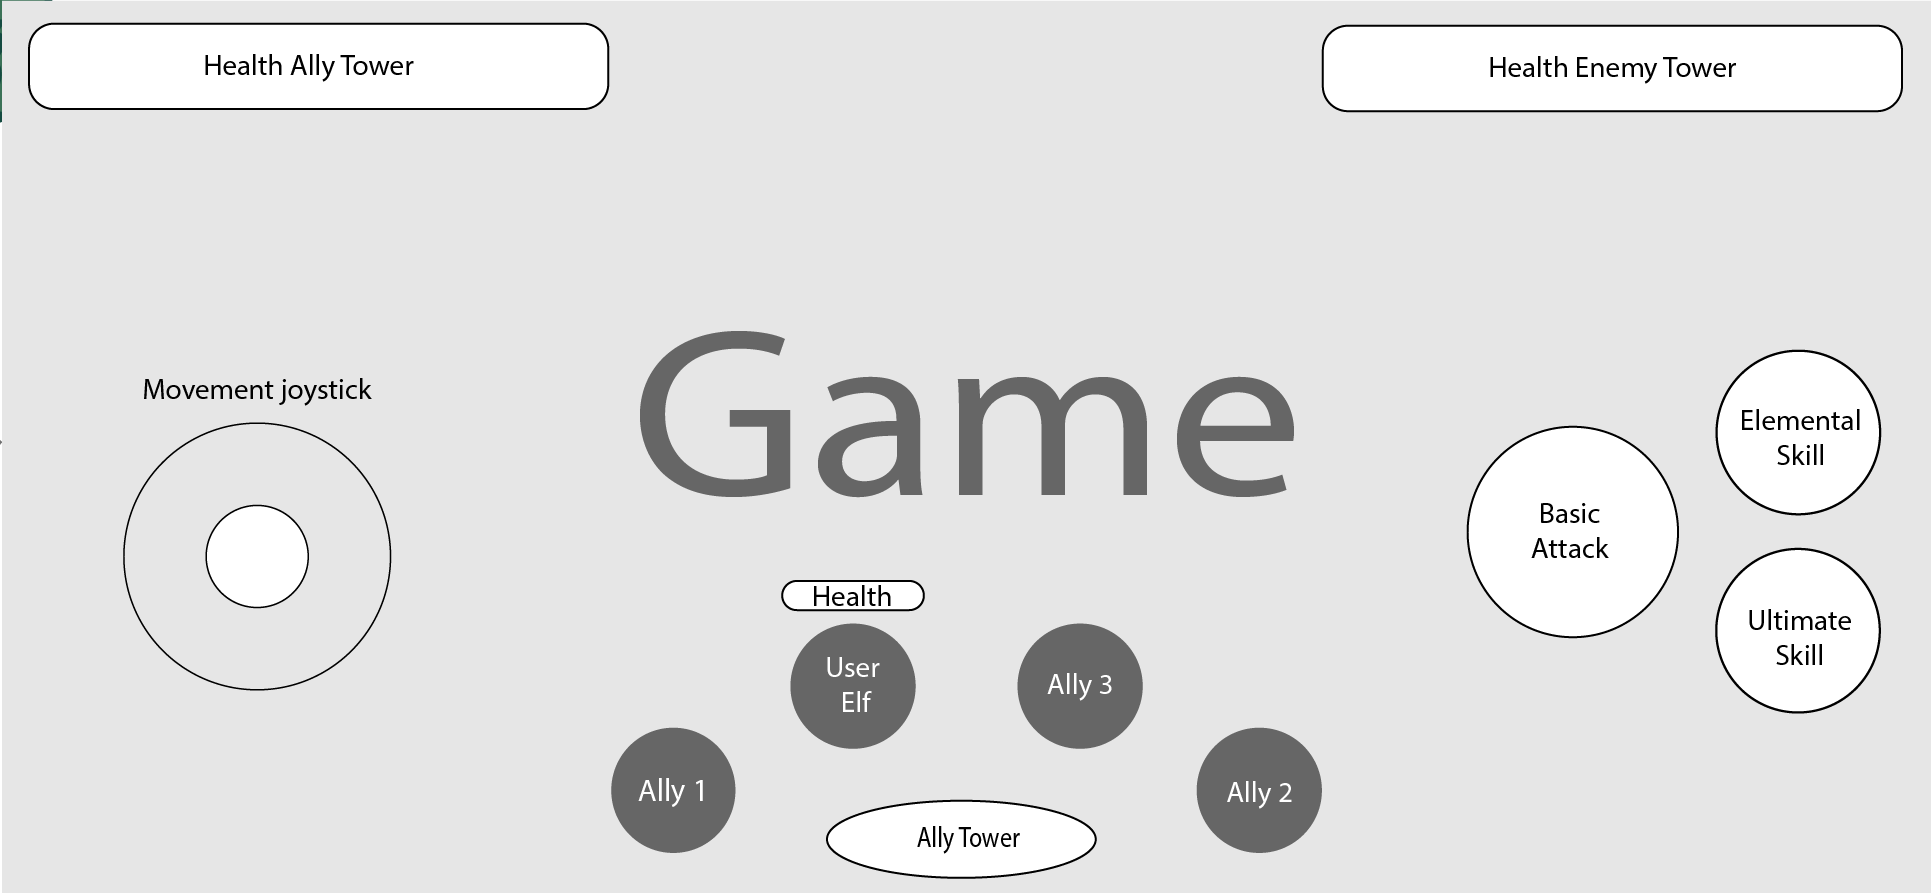 Health Ally Tower
Health Enemy Tower
Movement joystick
Game
Elemental
Skill
Basic
Attack
Ultimate
Skill
Health
User
Elf
Ally 3
Ally 1
Ally 2
Ally Tower